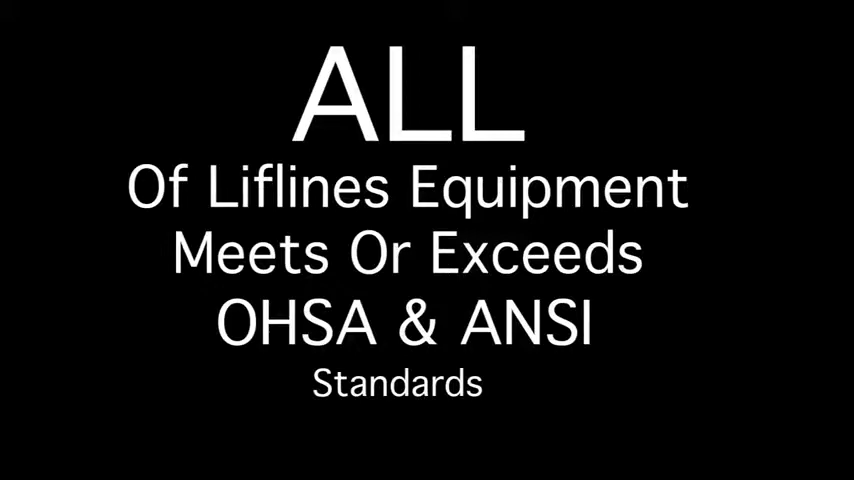 ALL
Of Liflines Equipment
Meets Or Exceeds
OHSA & ANSI
Standards